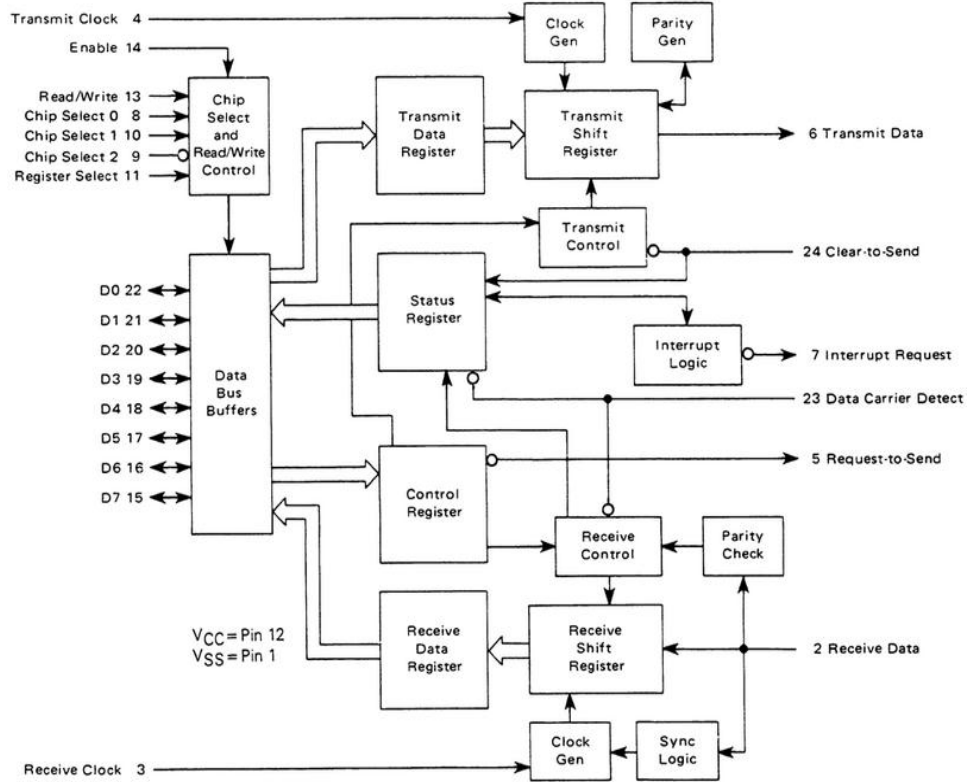 Transmit Clock 4
Clock
Gen
Parity
Gen
Enable 14
Read/Write 13
Chip Select 0 8
Chip Select 1 10
Chip Select 2 9
Register Select 11
Chip
Select
and
Read/Write
Control
Transmit
Data
Register
Transmit
Shift
Register
6 Transmit Data
Transmit
Control
24 Clear-to-Send
D0 22
D1 21
D2 20
D3 19
D4 18
D5 17
D6 16
D7 15
Data
Bus
Buffers
Status
Register
Interrupt
Logic
7 Interrupt Request
23 Data Carrier Detect
5 Request-to-Send
Control
Register
Receive
Control
Parity
Check
VCC = Pin 12
VSS = Pin 1
Receive
Data
Register
Receive
Shift
Register
2 Receive Data
Clock
Gen
Sync
Logic
Receive Clock 3